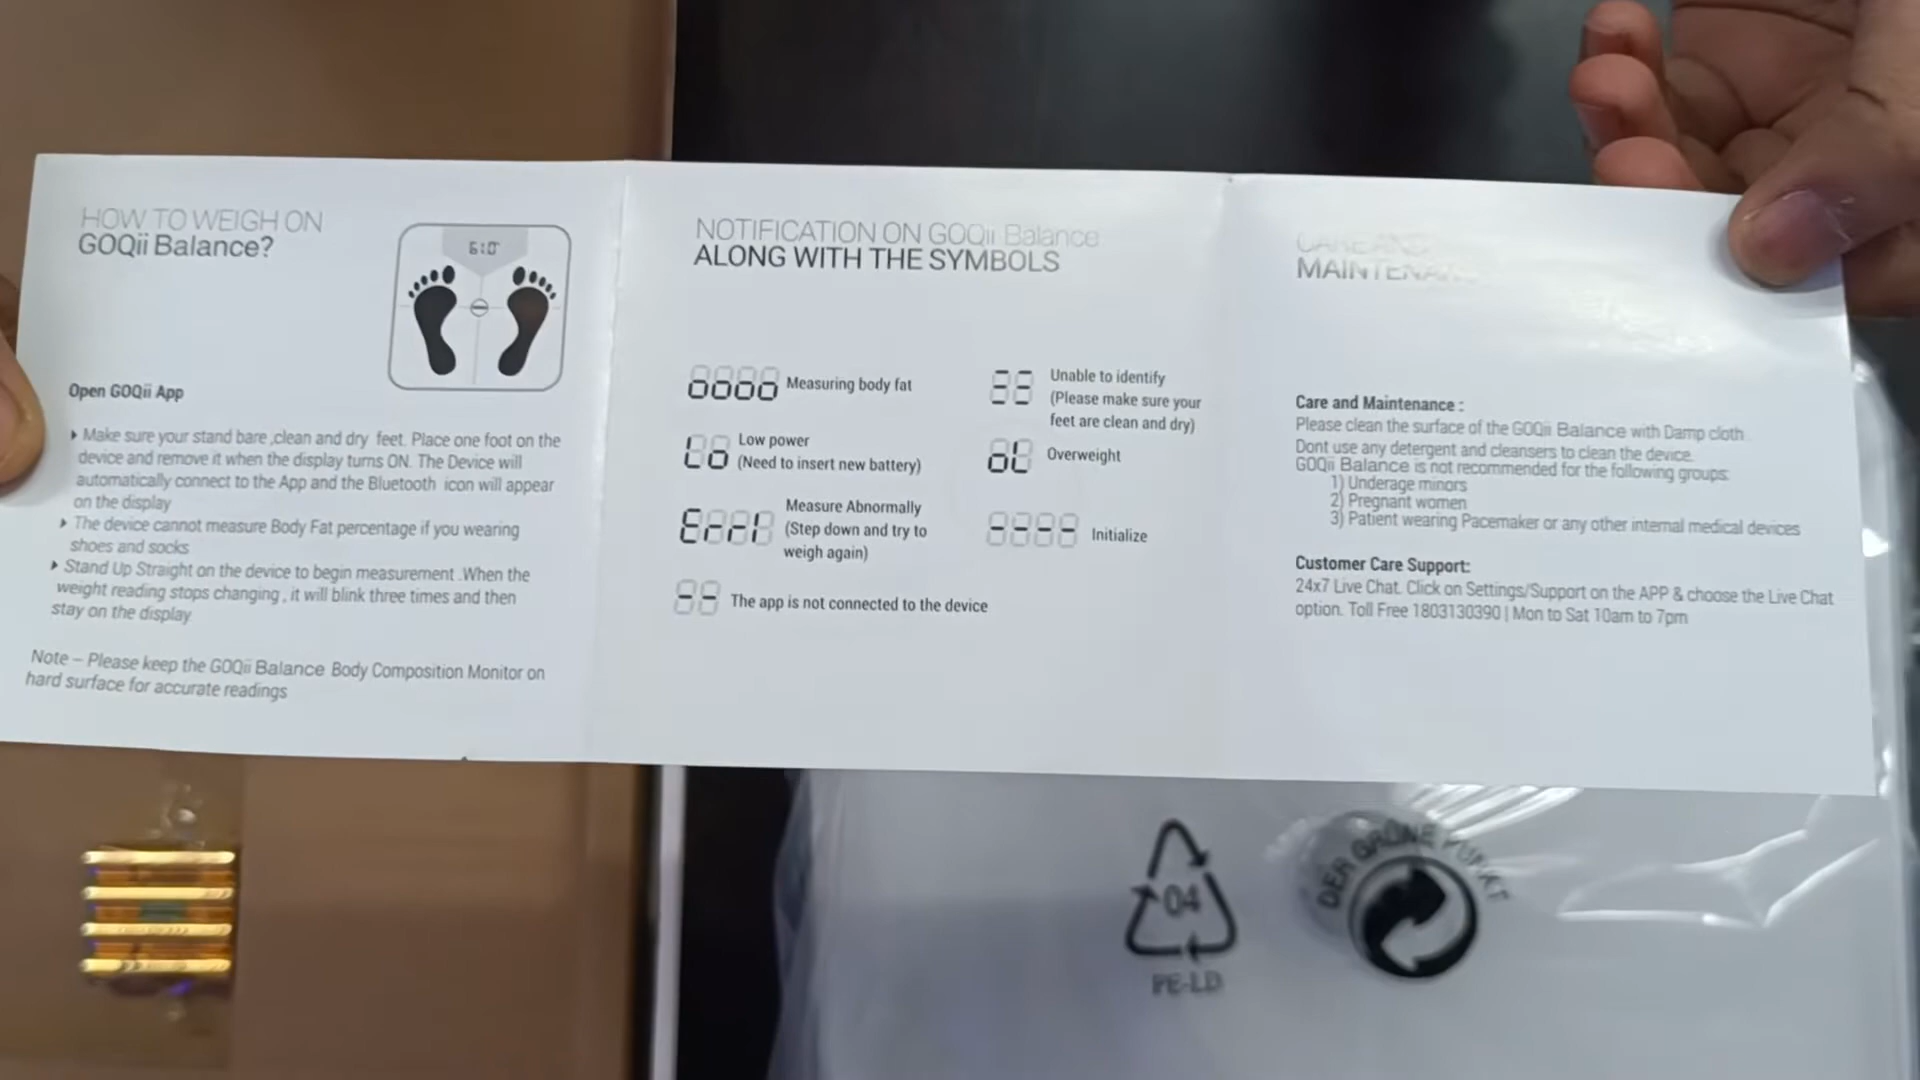 HOW TO WEIGH ON
GOQii Balance?
Open GOQii App
Make sure your stand bare ,clean and dry feet. Place one foot on the
device and remove it when the display turns ON. The Device will
automatically connect to the App and the Bluetooth icon will appear
on the display
The device cannot measure Body Fat percentage if you wearing
shoes and socks
Stand Up Straight on the device to begin measurement .When the
weight reading stops changing , it will blink three times and then
stay on the display
Note – Please keep the GOQii Balance Body Composition Monitor on
hard surface for accurate readings
NOTIFICATION ON GOQii Balance
ALONG WITH THE SYMBOLS
oooo Measuring body fat
Lo Low power
(Need to insert new battery)
Err1 Measure Abnormally
(Step down and try to
weigh again)
-- The app is not connected to the device
Unable to identify
(Please make sure your
feet are clean and dry)
oL Overweight
---- Initialize
CARE AND
Care and Maintenance :
Please clean the surface of the GOQii Balance with Damp cloth
Dont use any detergent and cleansers to clean the device.
GOQii Balance is not recommended for the following groups:
1) Underage minors
2) Pregnant women
3) Patient wearing Pacemaker or any other internal medical devices
Customer Care Support:
24x7 Live Chat. Click on Settings/Support on the APP & choose the Live Chat
option. Toll Free 1803130390 | Mon to Sat 10am to 7pm
04
PE-LD
DER GRÜNE PUNKT